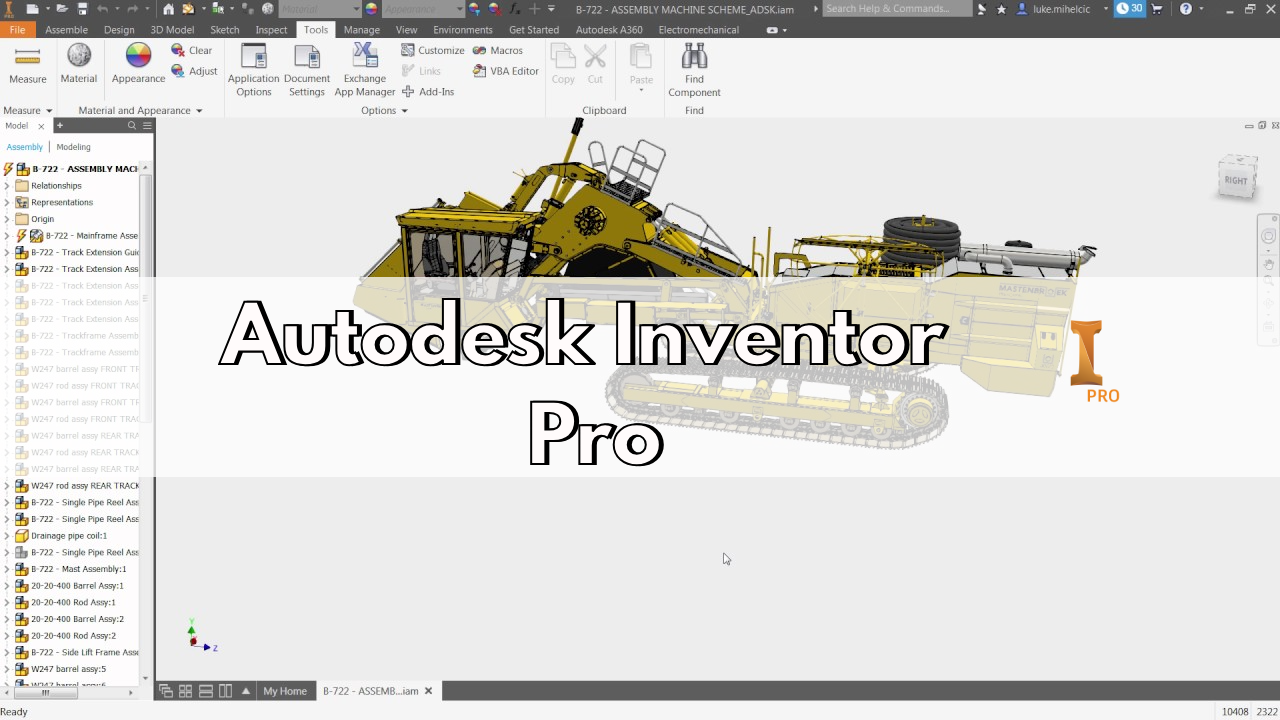 PRO
Material
Appearance
B-722 - ASSEMBLY MACHINE SCHEME_ADSK.iam
Search Help & Commands...
luke.mihelcic
30
File
Assemble
Design
3D Model
Sketch
Inspect
Tools
Manage
View
Environments
Get Started
Autodesk A360
Electromechanical
Measure
Material
Appearance
Clear
Adjust
Application
Options
Document
Settings
Exchange
App Manager
Customize
Links
Add-Ins
Macros
VBA Editor
Copy
Cut
Paste
Find
Component
Measure
Material and Appearance
Options
Clipboard
Find
Model
Assembly
Modeling
B-722 - ASSEMBLY MACH
Relationships
Representations
Origin
B-722 - Mainframe Asse
B-722 - Track Extension Guid
B-722 - Track Extension Ass
B-722 - Track Extension Ass
B-722 - Track Extension Ass
B-722 - Track Extension Ass
B-722 - Trackframe Assemb
B-722 - Trackframe Assemb
W247 barrel assy FRONT TRAC
W247 rod assy FRONT TRAC
W247 barrel assy FRONT TRAC
W247 rod assy FRONT TRAC
W247 barrel assy REAR TRAC
W247 rod assy REAR TRACK
W247 barrel assy REAR TRAC
W247 rod assy REAR TRACK
B-722 - Single Pipe Reel Ass
B-722 - Single Pipe Reel Ass
Drainage pipe coil:1
B-722 - Single Pipe Reel Ass
B-722 - Mast Assembly:1
20-20-400 Barrel Assy:1
20-20-400 Rod Assy:1
20-20-400 Barrel Assy:2
20-20-400 Rod Assy:2
B-722 - Side Lift Frame Asse
W247 barrel assy:5
W247 barrel assy:6
RIGHT
MASTENBROEK
Autodesk Inventor
Pro
PRO
Y
Z
My Home
B-722 - ASSEMB...iam
Ready
10408
2322